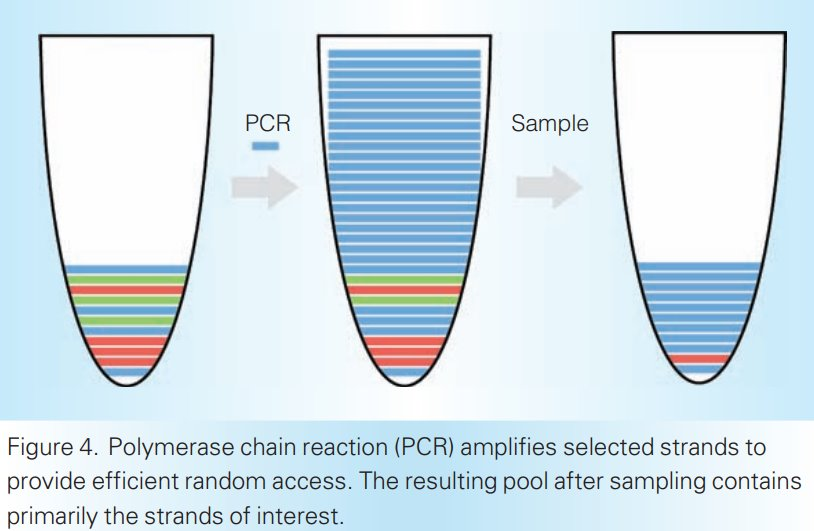 PCR
Sample
Figure 4. Polymerase chain reaction (PCR) amplifies selected strands to
provide efficient random access. The resulting pool after sampling contains
primarily the strands of interest.